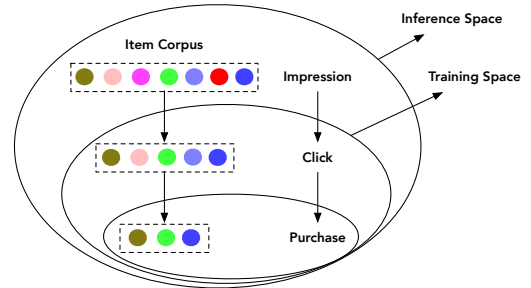 Inference Space
Item Corpus
Impression
Training Space
Click
Purchase